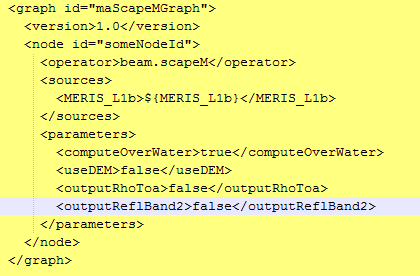 <graph id="maScapeMGraph">
  <version>1.0</version>
  <node id="someNodeId">
    <operator>beam.scapeM</operator>
    <sources>
      <MERIS_L1b>${MERIS_L1b}</MERIS_L1b>
    </sources>
    <parameters>
      <computeOverWater>true</computeOverWater>
      <useDEM>false</useDEM>
      <outputRhoToa>false</outputRhoToa>
      <outputReflBand2>false</outputReflBand2>
    </parameters>
  </node>
</graph>